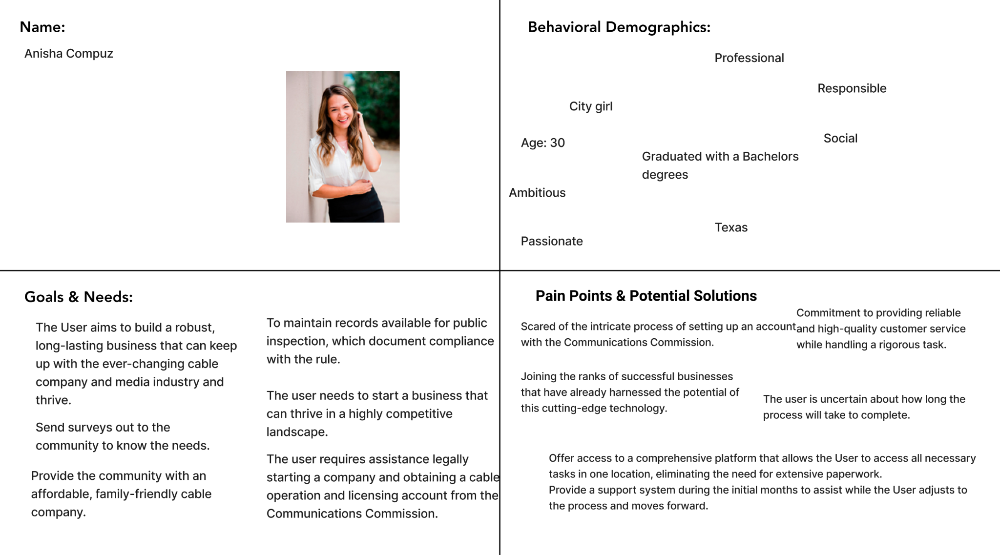 Name:
Anisha Compuz
Behavioral Demographics:
Professional
Responsible
City girl
Social
Age: 30
Graduated with a Bachelors
degrees
Ambitious
Texas
Passionate
Goals & Needs:
The User aims to build a robust,
long-lasting business that can keep
up with the ever-changing cable
company and media industry and
thrive.
Send surveys out to the
community to know the needs.
Provide the community with an
affordable, family-friendly cable
company.
To maintain records available for public
inspection, which document compliance
with the rule.
The user needs to start a business that
can thrive in a highly competitive
landscape.
The user requires assistance legally
starting a company and obtaining a cable
operation and licensing account from the
Communications Commission.
Pain Points & Potential Solutions
Scared of the intricate process of setting up an account
with the Communications Commission.
Commitment to providing reliable
and high-quality customer service
while handling a rigorous task.
Joining the ranks of successful businesses
that have already harnessed the potential of
this cutting-edge technology.
The user is uncertain about how long the
process will take to complete.
Offer access to a comprehensive platform that allows the User to access all necessary
tasks in one location, eliminating the need for extensive paperwork.
Provide a support system during the initial months to assist while the User adjusts to
the process and moves forward.